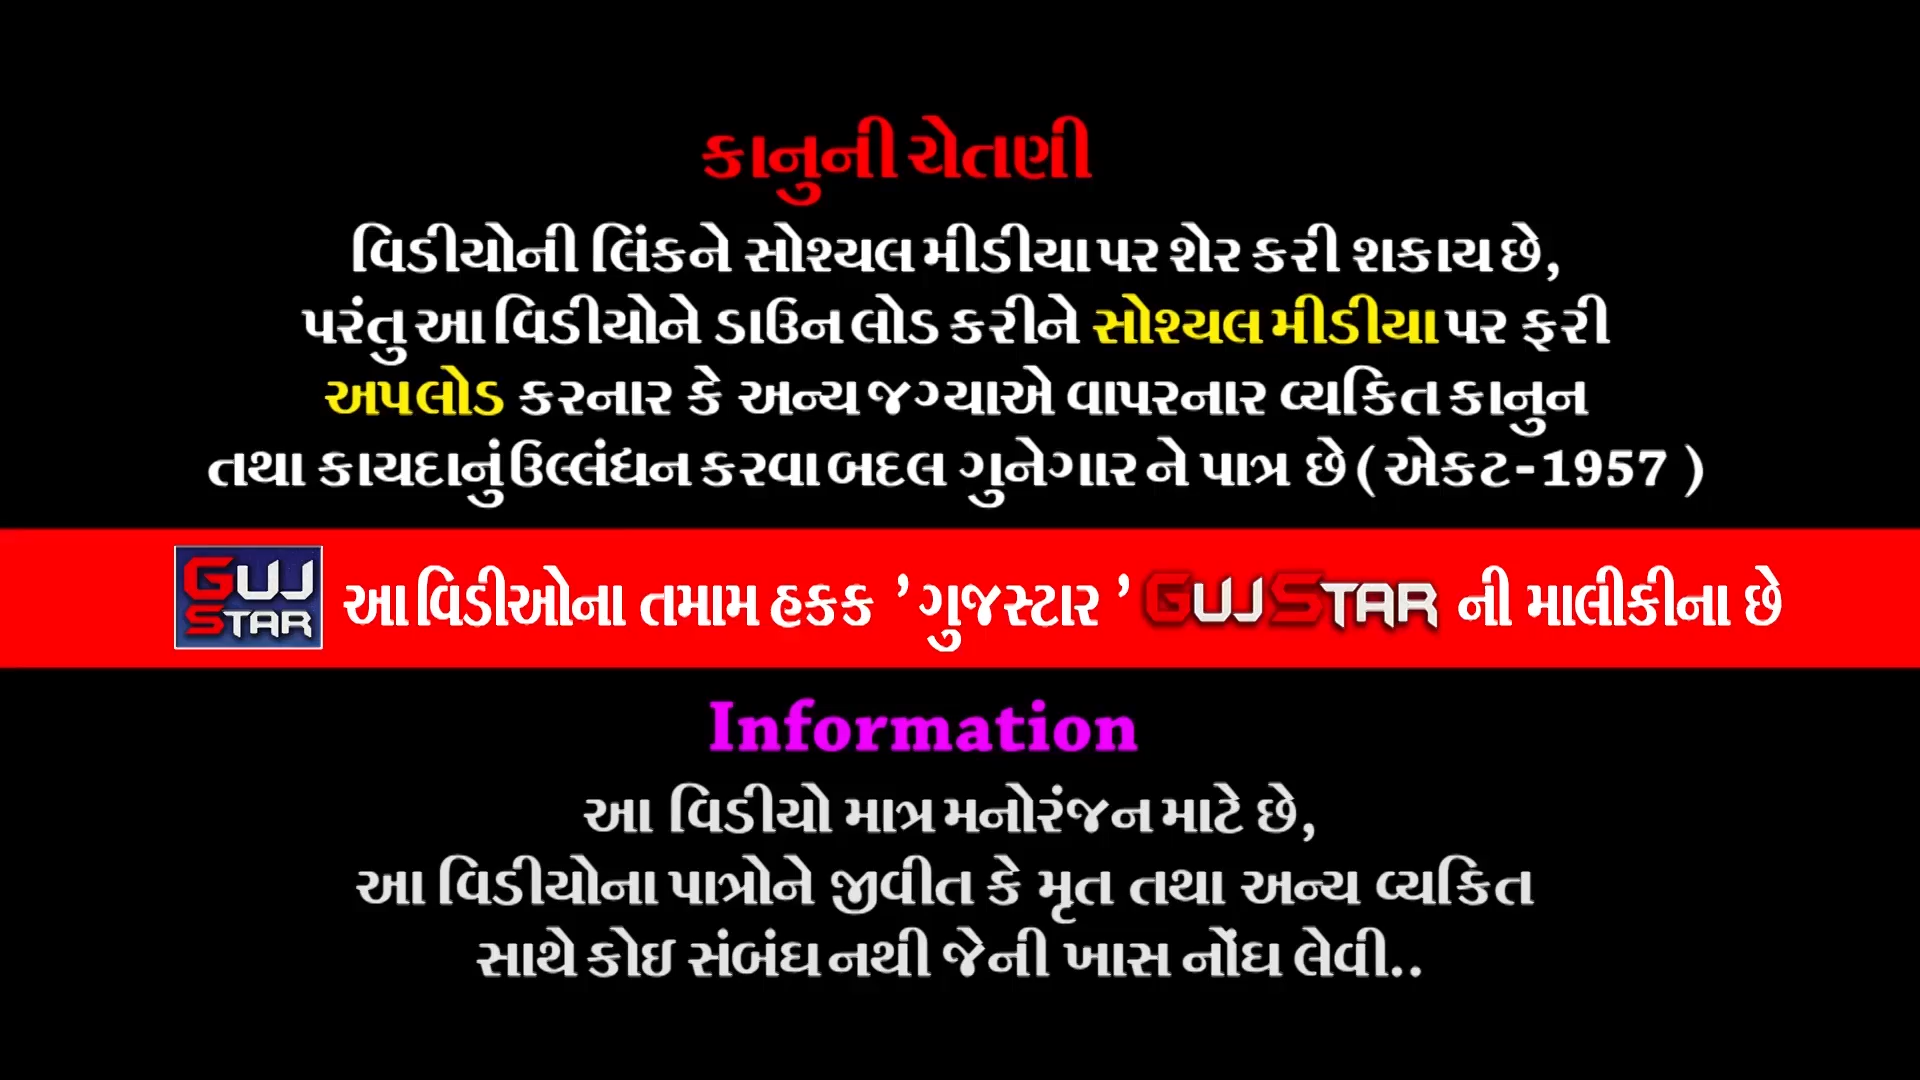 કાનુની ચેતણી
વિડીયોની લિંકને સોશ્યલ મીડીયા પર શેર કરી શકાય છે,
પરંતુ આ વિડીયોને ડાઉન લોડ કરીને સોશ્યલ મીડીયા પર ફરી
અપલોડ કરનાર કે અન્ય જગ્યાએ વાપરનાર વ્યકિત કાનુન
તથા કાયદાનું ઉલ્લંઘન કરવા બદલ ગુનેગાર ને પાત્ર છે ( એકટ-1957 )
GUJ STAR આ વિડીઓના તમામ હકક ’ ગુજસ્ટાર ’ GUJ STAR ની માલીકીના છે
Information
આ વિડીયો માત્ર મનોરંજન માટે છે,
આ વિડીયોના પાત્રોને જીવીત કે મૃત તથા અન્ય વ્યકિત
સાથે કોઇ સંબંઘ નથી જેની ખાસ નોંઘ લેવી..